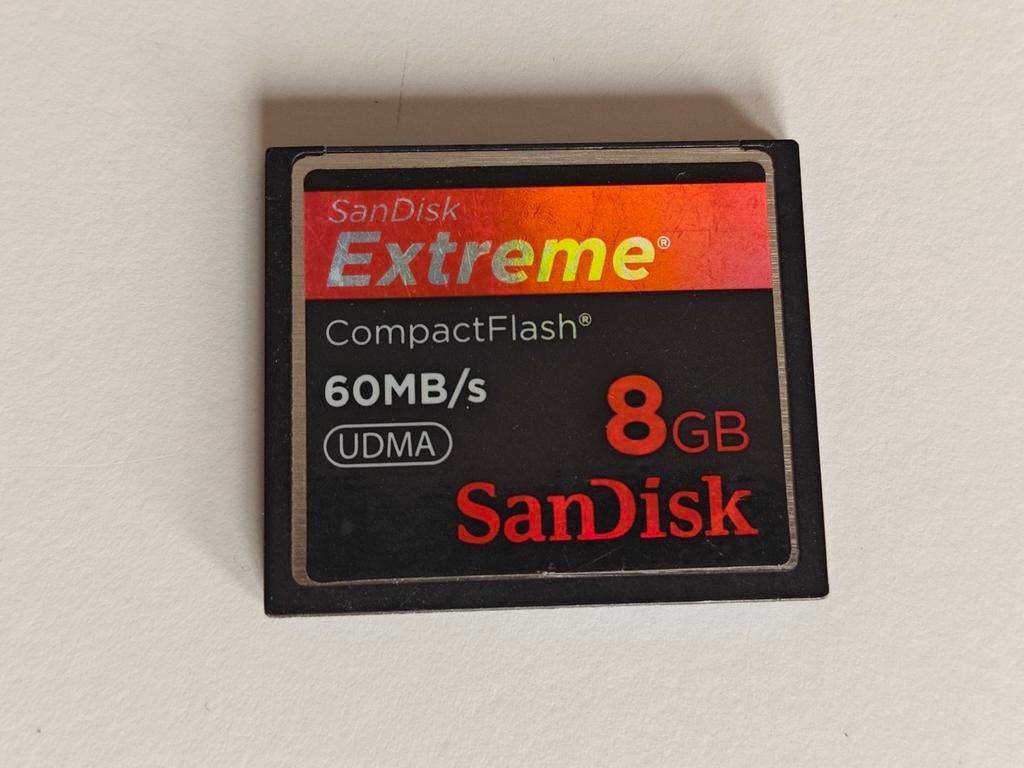 SanDisk
Extreme®
CompactFlash®
60MB/s
8GB
UDMA
SanDisk